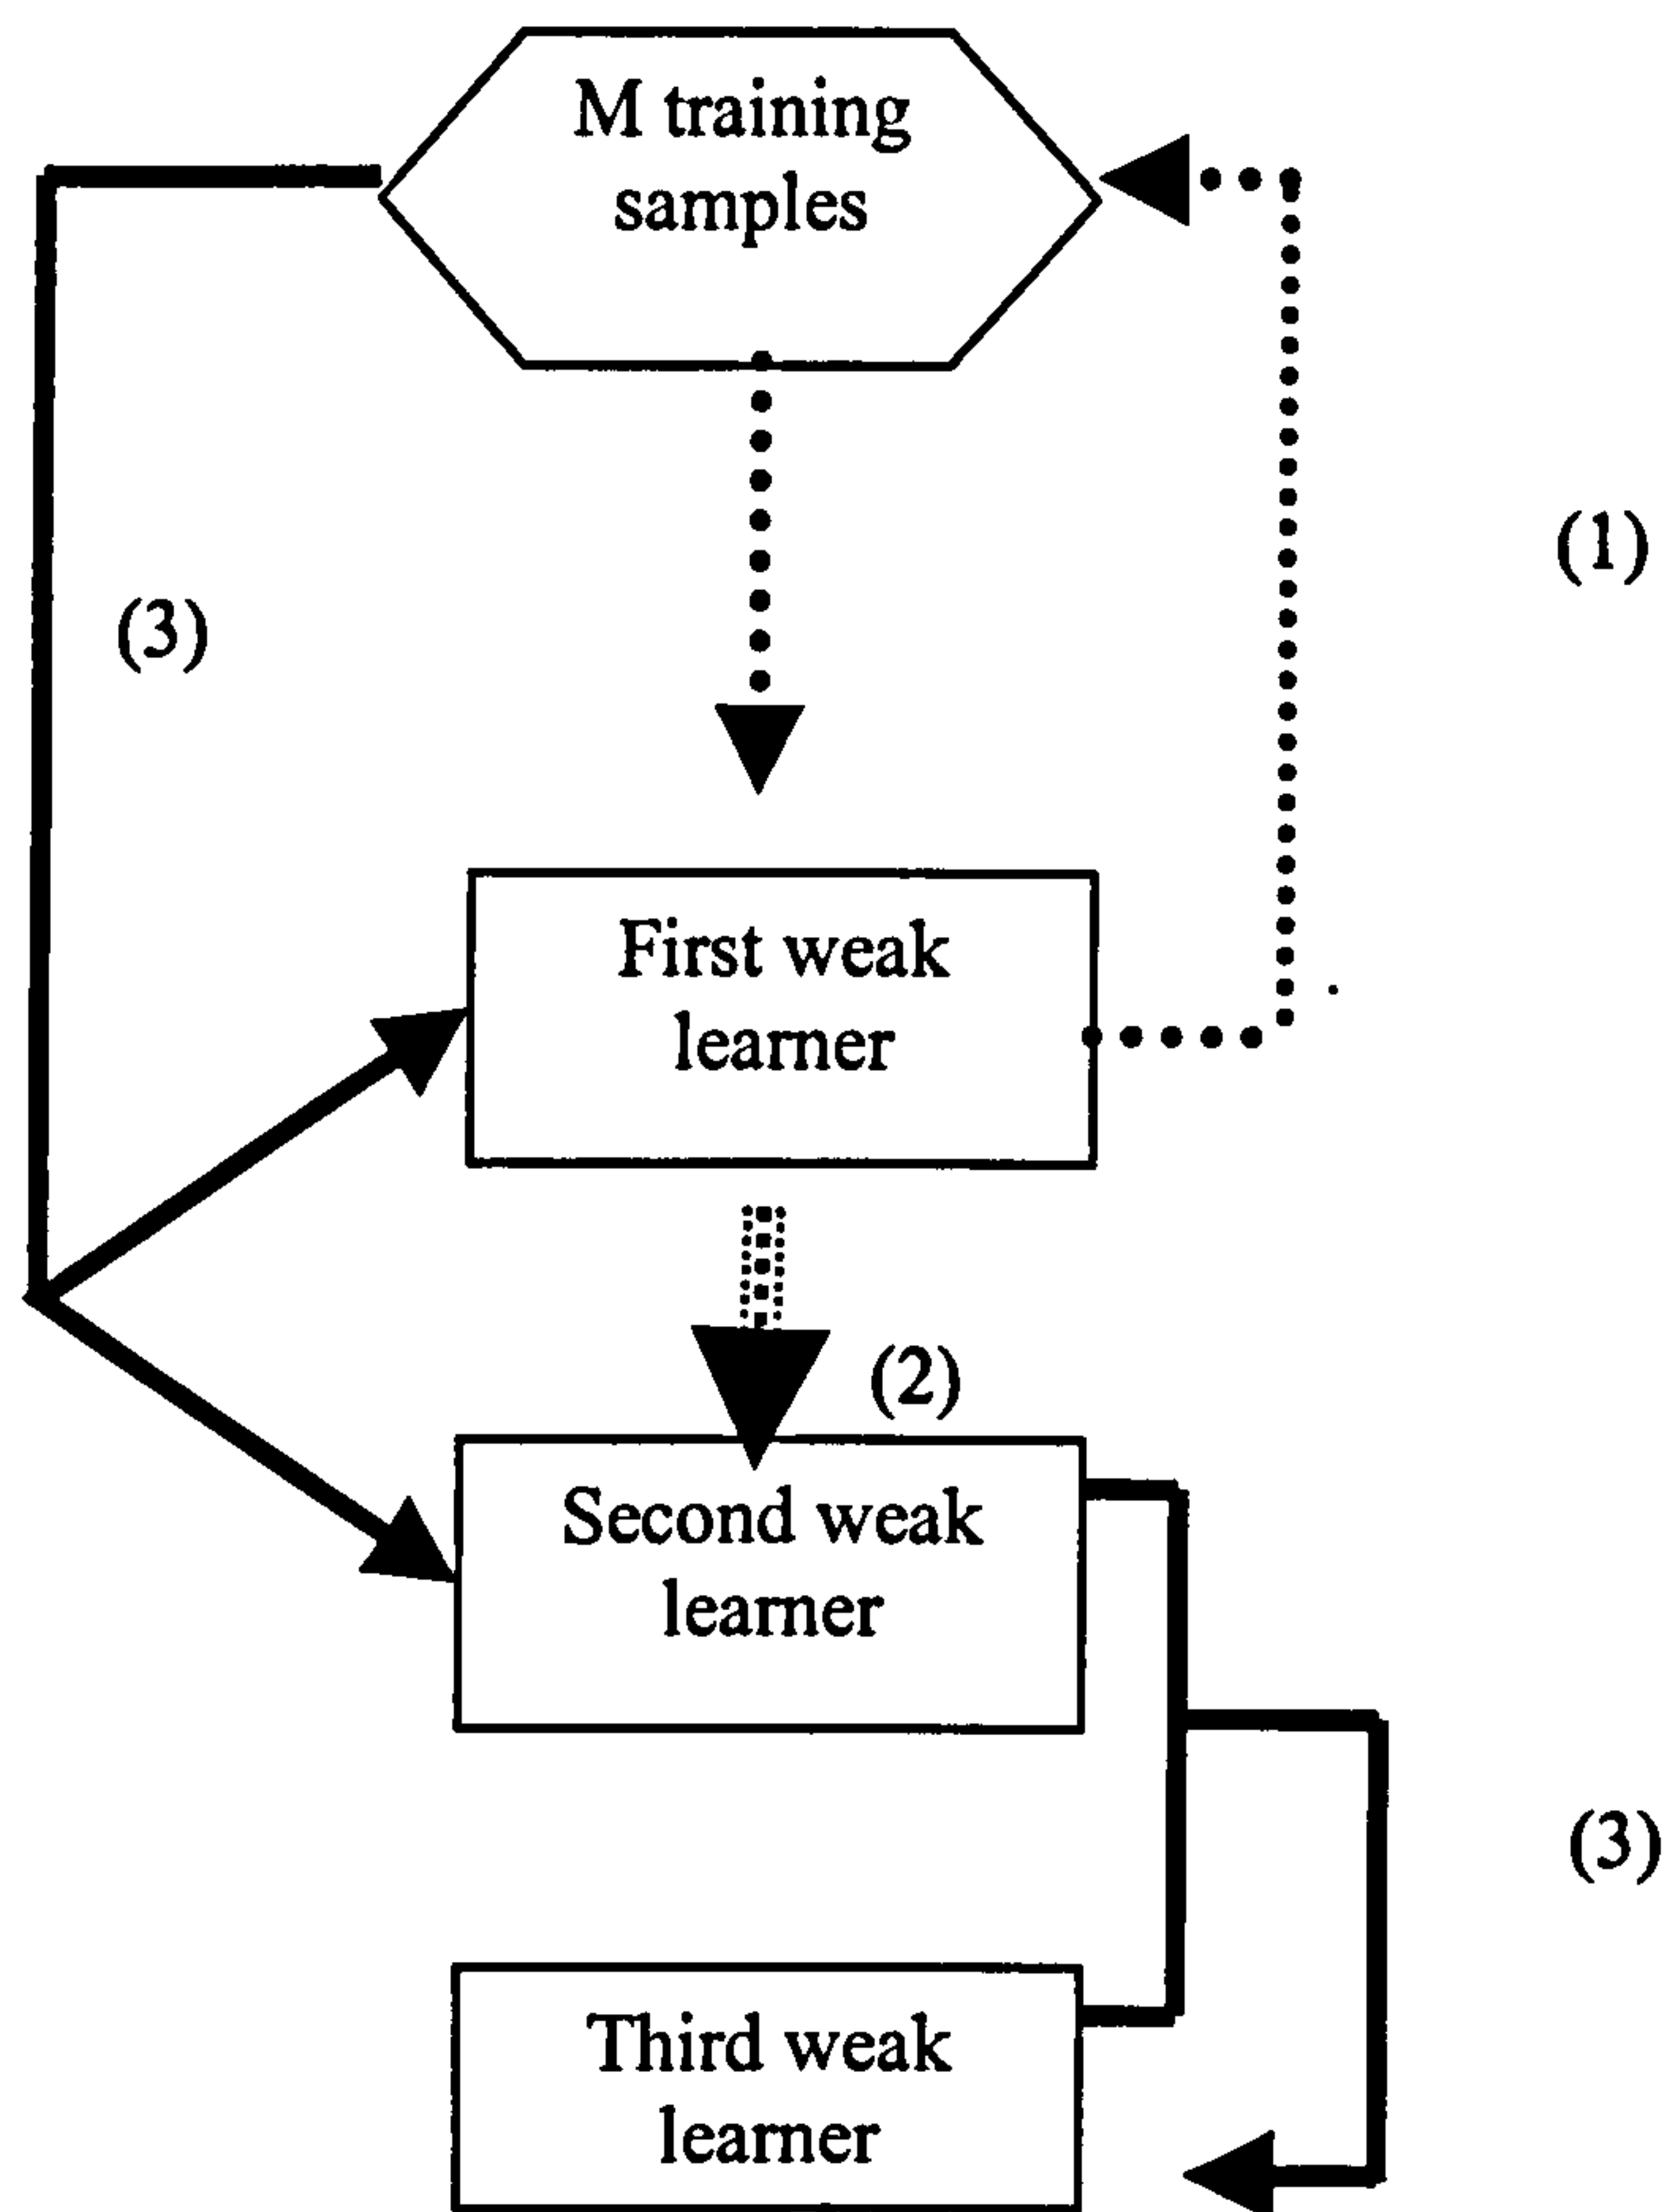 M training
samples
(1)
(3)
First weak
learner
(2)
Second weak
learner
(3)
Third weak
learner